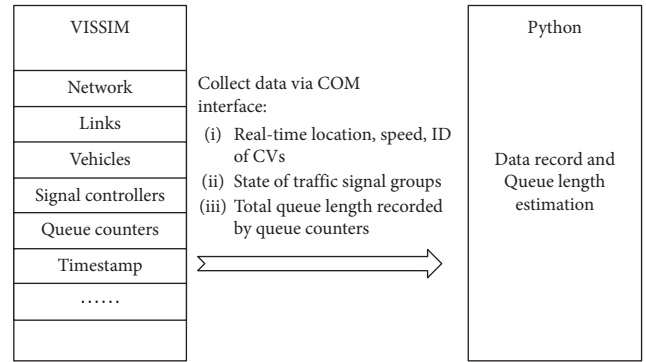 VISSIM
Network
Links
Vehicles
Signal controllers
Queue counters
Timestamp
......
Collect data via COM
interface:
(i) Real-time location, speed, ID
of CVs
(ii) State of traffic signal groups
(iii) Total queue length recorded
by queue counters
Python
Data record and
Queue length
estimation